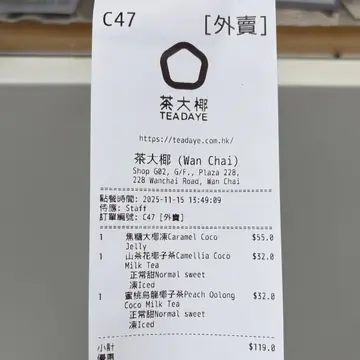 C47 [外賣]
茶大椰
TEADAYE
https://teadaye.com.hk/
茶大椰 (Wan Chai)
Shop G02, G/F., Plaza 228,
228 Wanchai Road, Wan Chai
點餐時間: 2025-11-15 13:49:09
侍應: Staff
訂單編號: C47 [外賣]
1 焦糖大椰凍Caramel Coco $55.0
Jelly
1 山茶花椰子茶Camellia Coco $32.0
Milk Tea
正常甜Normal sweet
凍Iced
1 蜜桃烏龍椰子茶Peach Oolong $32.0
Coco Milk Tea
正常甜Normal sweet
凍Iced
小計 $119.0
優惠